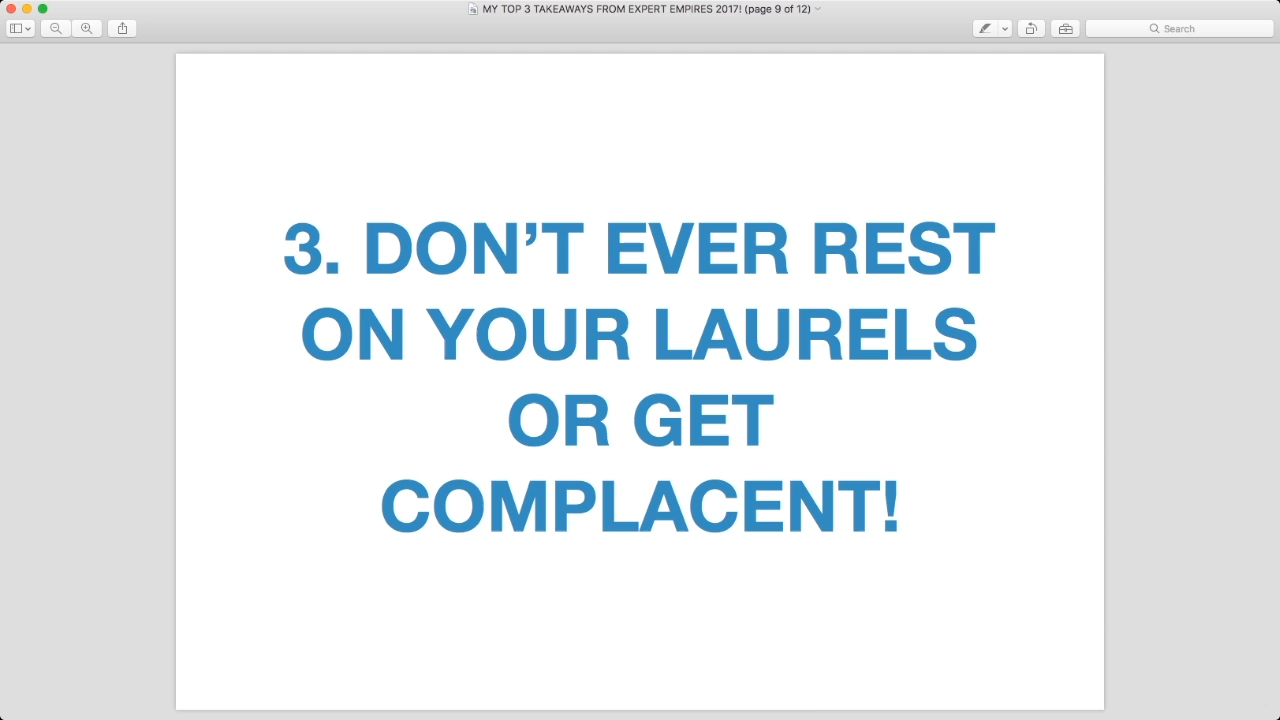 MY TOP 3 TAKEAWAYS FROM EXPERT EMPIRES 2017! (page 9 of 12)
Search
3. DON’T EVER REST
ON YOUR LAURELS
OR GET
COMPLACENT!